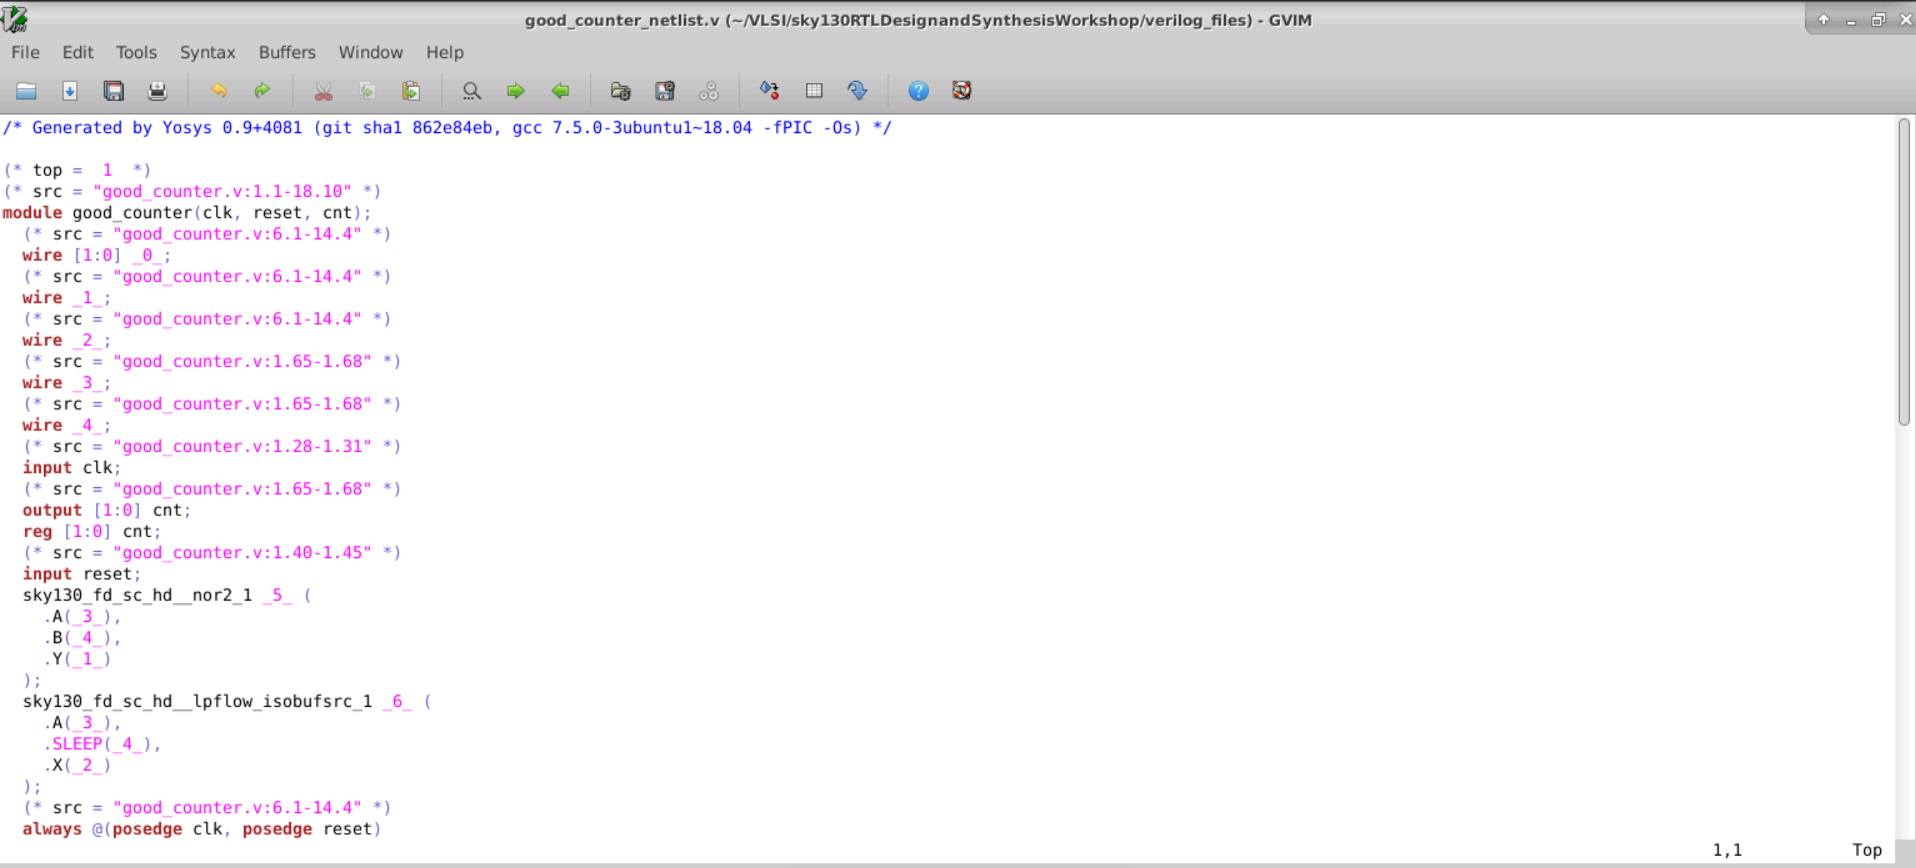 good_counter_netlist.v (~/VLSI/sky130RTLDesignandSynthesisWorkshop/verilog_files) - GVIM
File Edit Tools Syntax Buffers Window Help
/* Generated by Yosys 0.9+4081 (git sha1 862e84eb, gcc 7.5.0-3ubuntu1~18.04 -fPIC -Os) */
(* top =  1  *)
(* src = "good_counter.v:1.1-18.10" *)
module good_counter(clk, reset, cnt);
  (* src = "good_counter.v:6.1-14.4" *)
  wire [1:0] _0_;
  (* src = "good_counter.v:6.1-14.4" *)
  wire _1_;
  (* src = "good_counter.v:6.1-14.4" *)
  wire _2_;
  (* src = "good_counter.v:1.65-1.68" *)
  wire _3_;
  (* src = "good_counter.v:1.65-1.68" *)
  wire _4_;
  (* src = "good_counter.v:1.28-1.31" *)
  input clk;
  (* src = "good_counter.v:1.65-1.68" *)
  output [1:0] cnt;
  reg [1:0] cnt;
  (* src = "good_counter.v:1.40-1.45" *)
  input reset;
  sky130_fd_sc_hd__nor2_1 _5_ (
    .A(_3_),
    .B(_4_),
    .Y(_1_)
  );
  sky130_fd_sc_hd__lpflow_isobufsrc_1 _6_ (
    .A(_3_),
    .SLEEP(_4_),
    .X(_2_)
  );
  (* src = "good_counter.v:6.1-14.4" *)
  always @(posedge clk, posedge reset)
1,1 Top